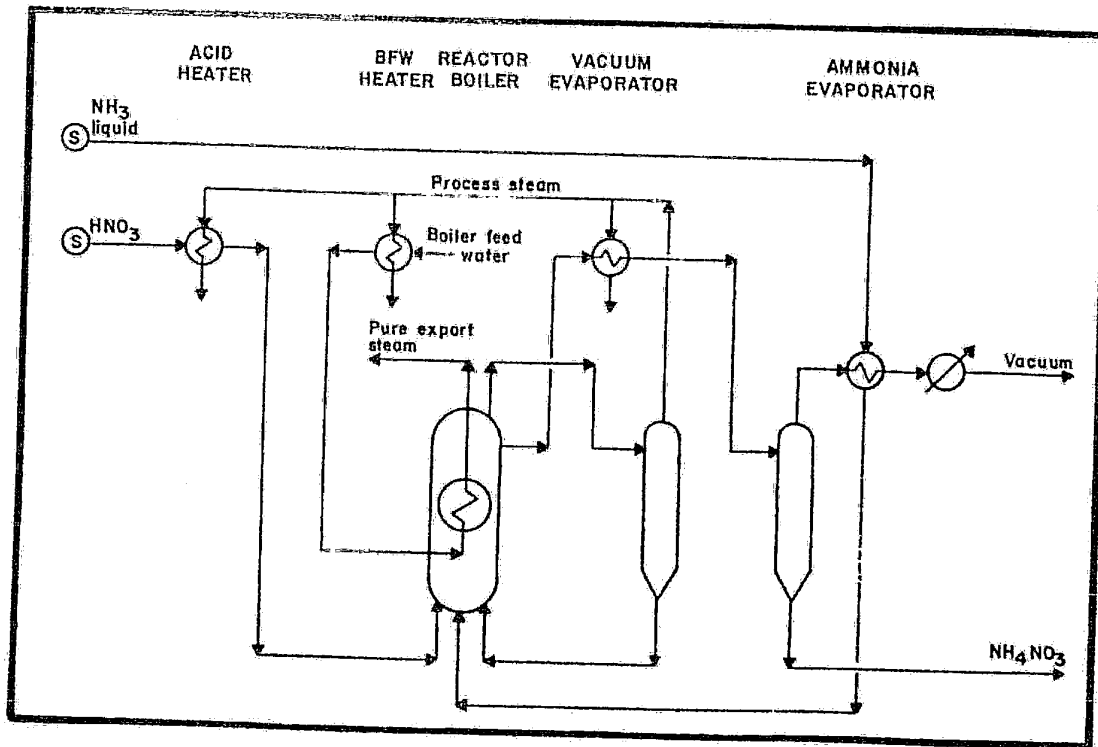 ACID
HEATER
BFW
HEATER
REACTOR
BOILER
VACUUM
EVAPORATOR
AMMONIA
EVAPORATOR
S
NH3
liquid
Process steam
S
HNO3
Boiler feed
water
Pure export
steam
Vacuum
NH4NO3